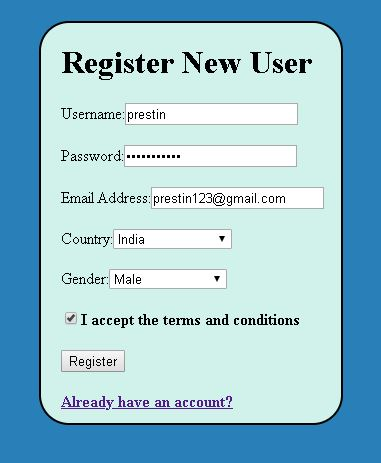 Register New User
Username: prestin
Password: •••••••••••
Email Address: prestin123@gmail.com
Country: India
Gender: Male
I accept the terms and conditions
Register
Already have an account?